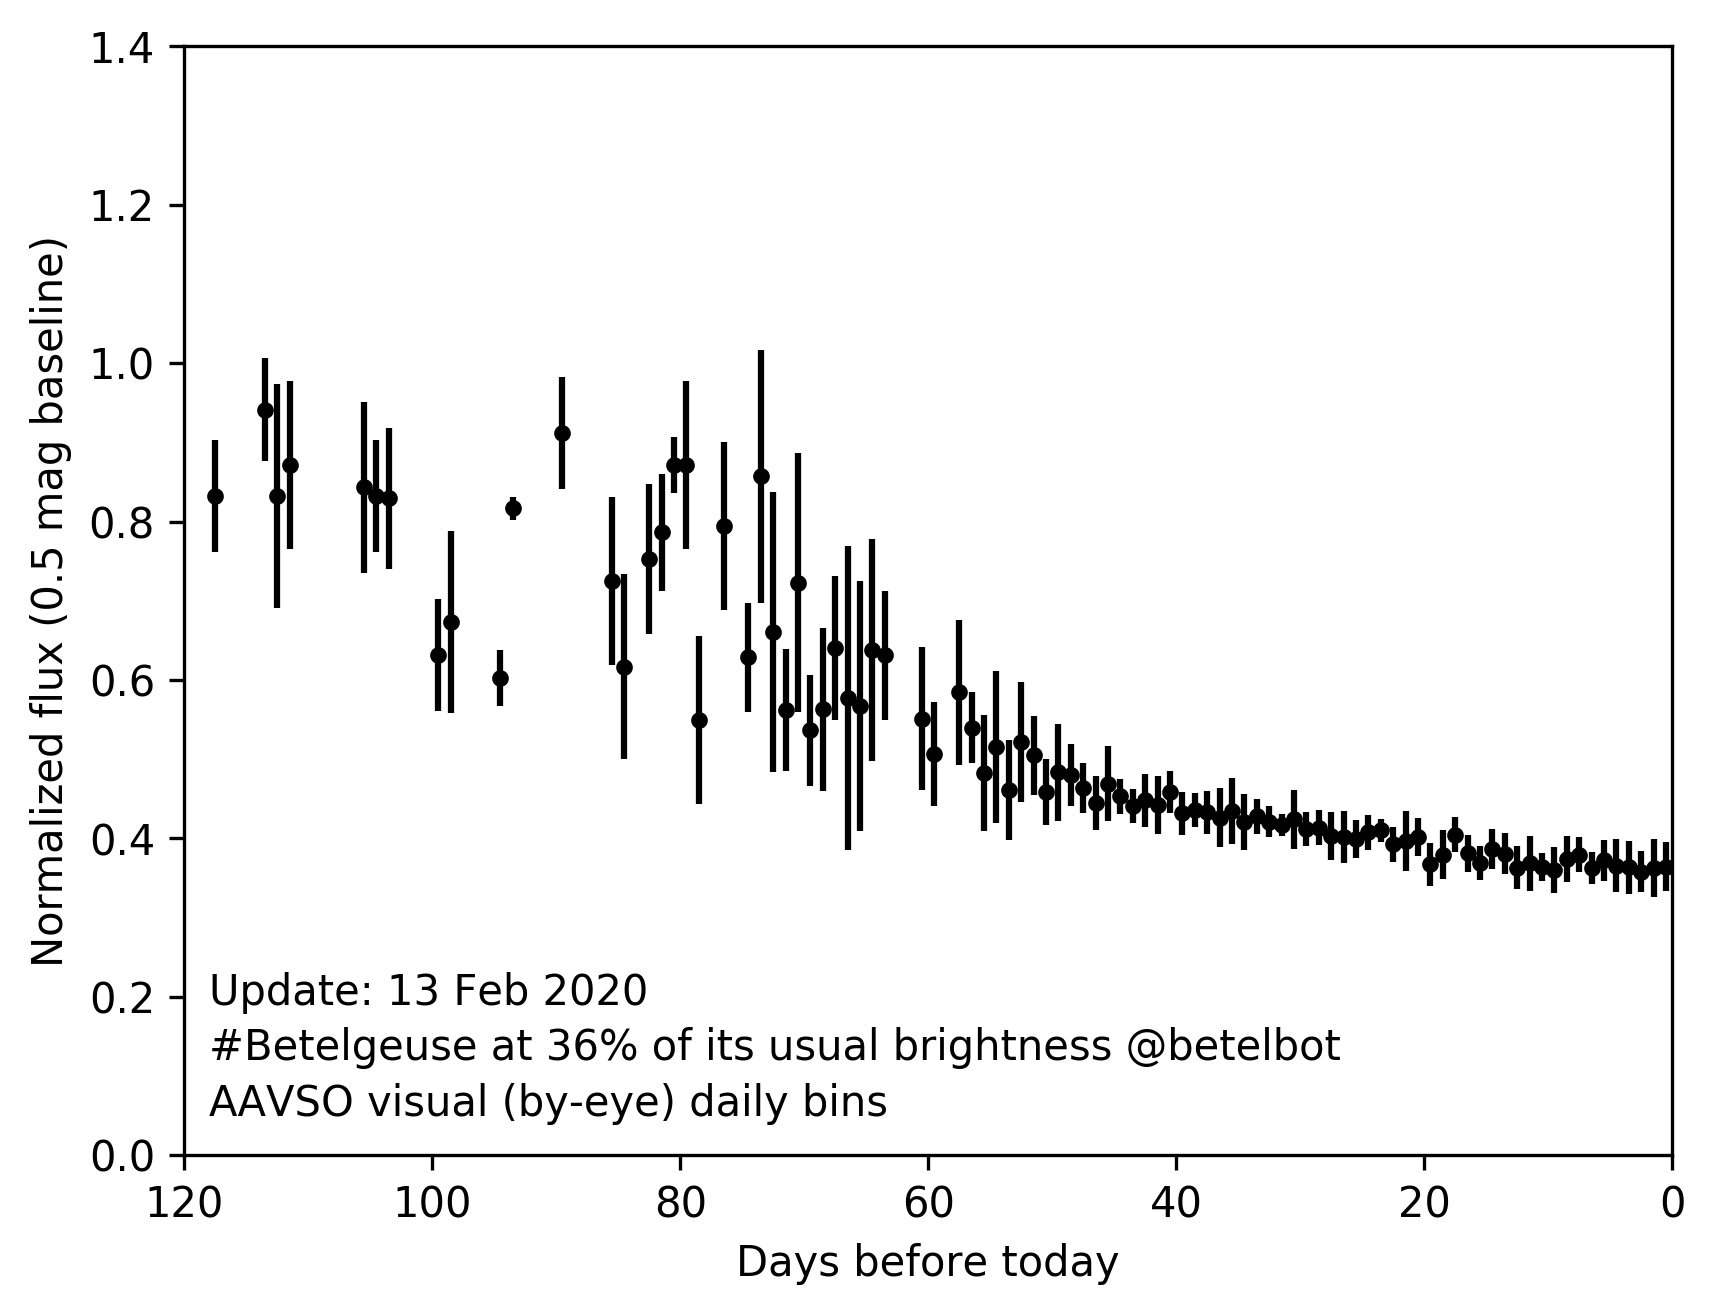 1.4
1.2
1.0
0.8
0.6
0.4
0.2
0.0
Normalized flux (0.5 mag baseline)
Update: 13 Feb 2020
#Betelgeuse at 36% of its usual brightness @betelbot
AAVSO visual (by-eye) daily bins
120 100 80 60 40 20 0
Days before today